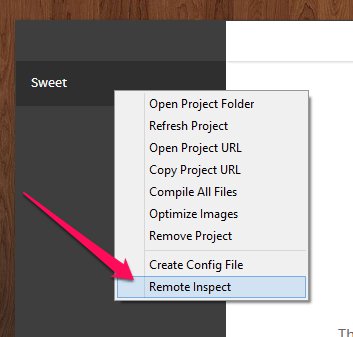 Sweet
Open Project Folder
Refresh Project
Open Project URL
Copy Project URL
Compile All Files
Optimize Images
Remove Project
Create Config File
Remote Inspect
Th